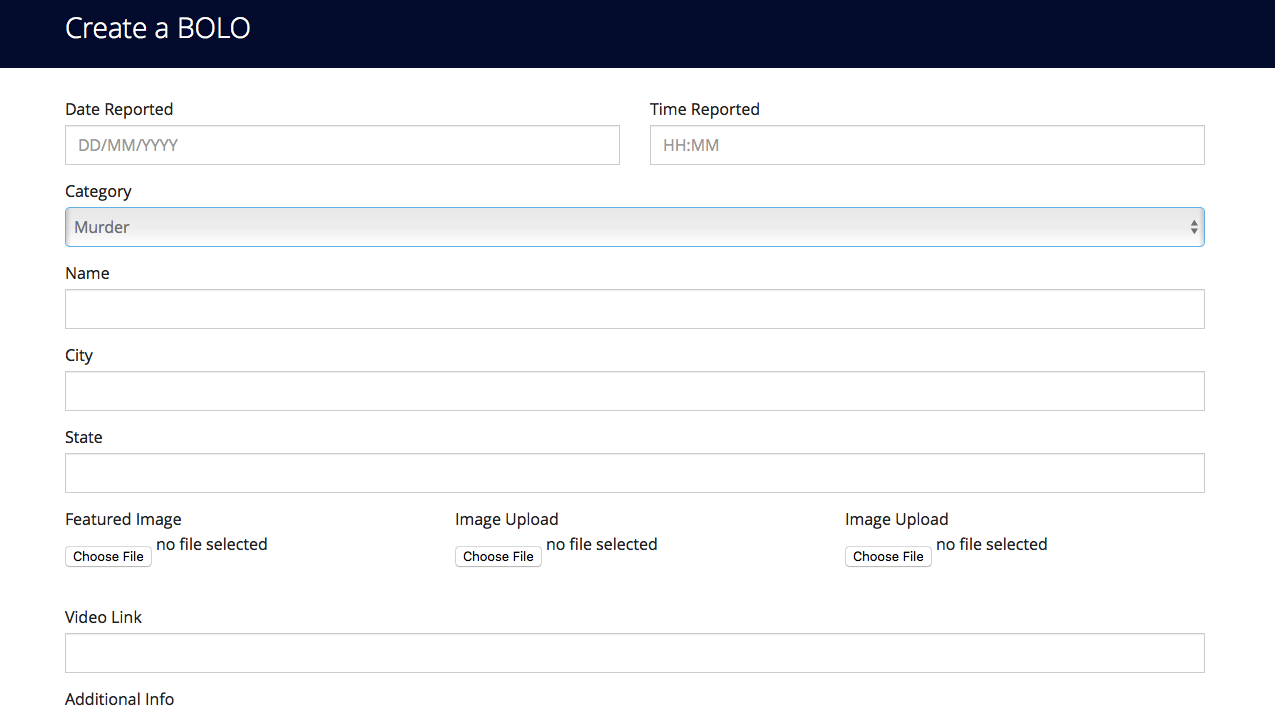 Create a BOLO
Date Reported
Time Reported
DD/MM/YYYY
HH:MM
Category
Murder
Name
City
State
Featured Image
Image Upload
Image Upload
Choose File no file selected
Choose File no file selected
Choose File no file selected
Video Link
Additional Info